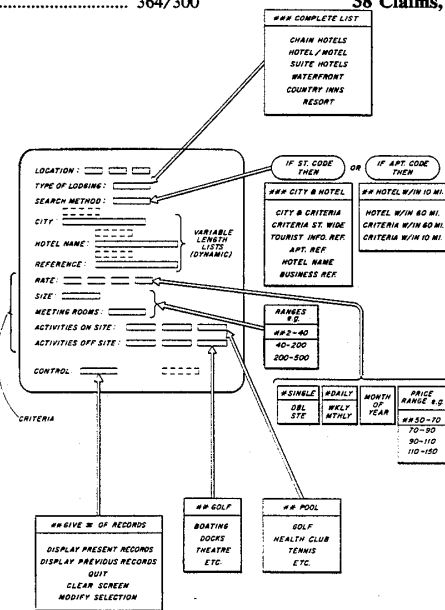 364/300
38 Claims,
### COMPLETE LIST
CHAIN HOTELS
HOTEL/MOTEL
SUITE HOTELS
WATERFRONT
COUNTRY INNS
RESORT
LOCATION:
TYPE OF LODGING:
SEARCH METHOD:
CITY:
HOTEL NAME:
REFERENCE:
VARIABLE
LENGTH
LISTS
(DYNAMIC)
RATE:
SIZE:
MEETING ROOMS:
ACTIVITIES ON SITE:
ACTIVITIES OFF SITE:
CONTROL:
CRITERIA
IF ST. CODE
THEN
OR
IF APT. CODE
THEN
### CITY & HOTEL
CITY & CRITERIA
CRITERIA ST. WIDE
TOURIST INFO. REF.
APT. REF
HOTEL NAME
BUSINESS REF.
## HOTEL W/IN 10 MI.
HOTEL W/IN 60 MI.
CRITERIA W/IN 60 MI.
CRITERIA W/IN 10 MI.
RANGES
e.g.
##2-40
40-200
200-500
#SINGLE
DBL
STE
#DAILY
WKLY
MTHLY
MONTH
OF
YEAR
PRICE
RANGE e.g.
##50-70
70-90
90-110
110-150
##GIVE # OF RECORDS
DISPLAY PRESENT RECORDS
DISPLAY PREVIOUS RECORDS
QUIT
CLEAR SCREEN
MODIFY SELECTION
## GOLF
BOATING
DOCKS
THEATRE
ETC.
## POOL
GOLF
HEALTH CLUB
TENNIS
ETC.